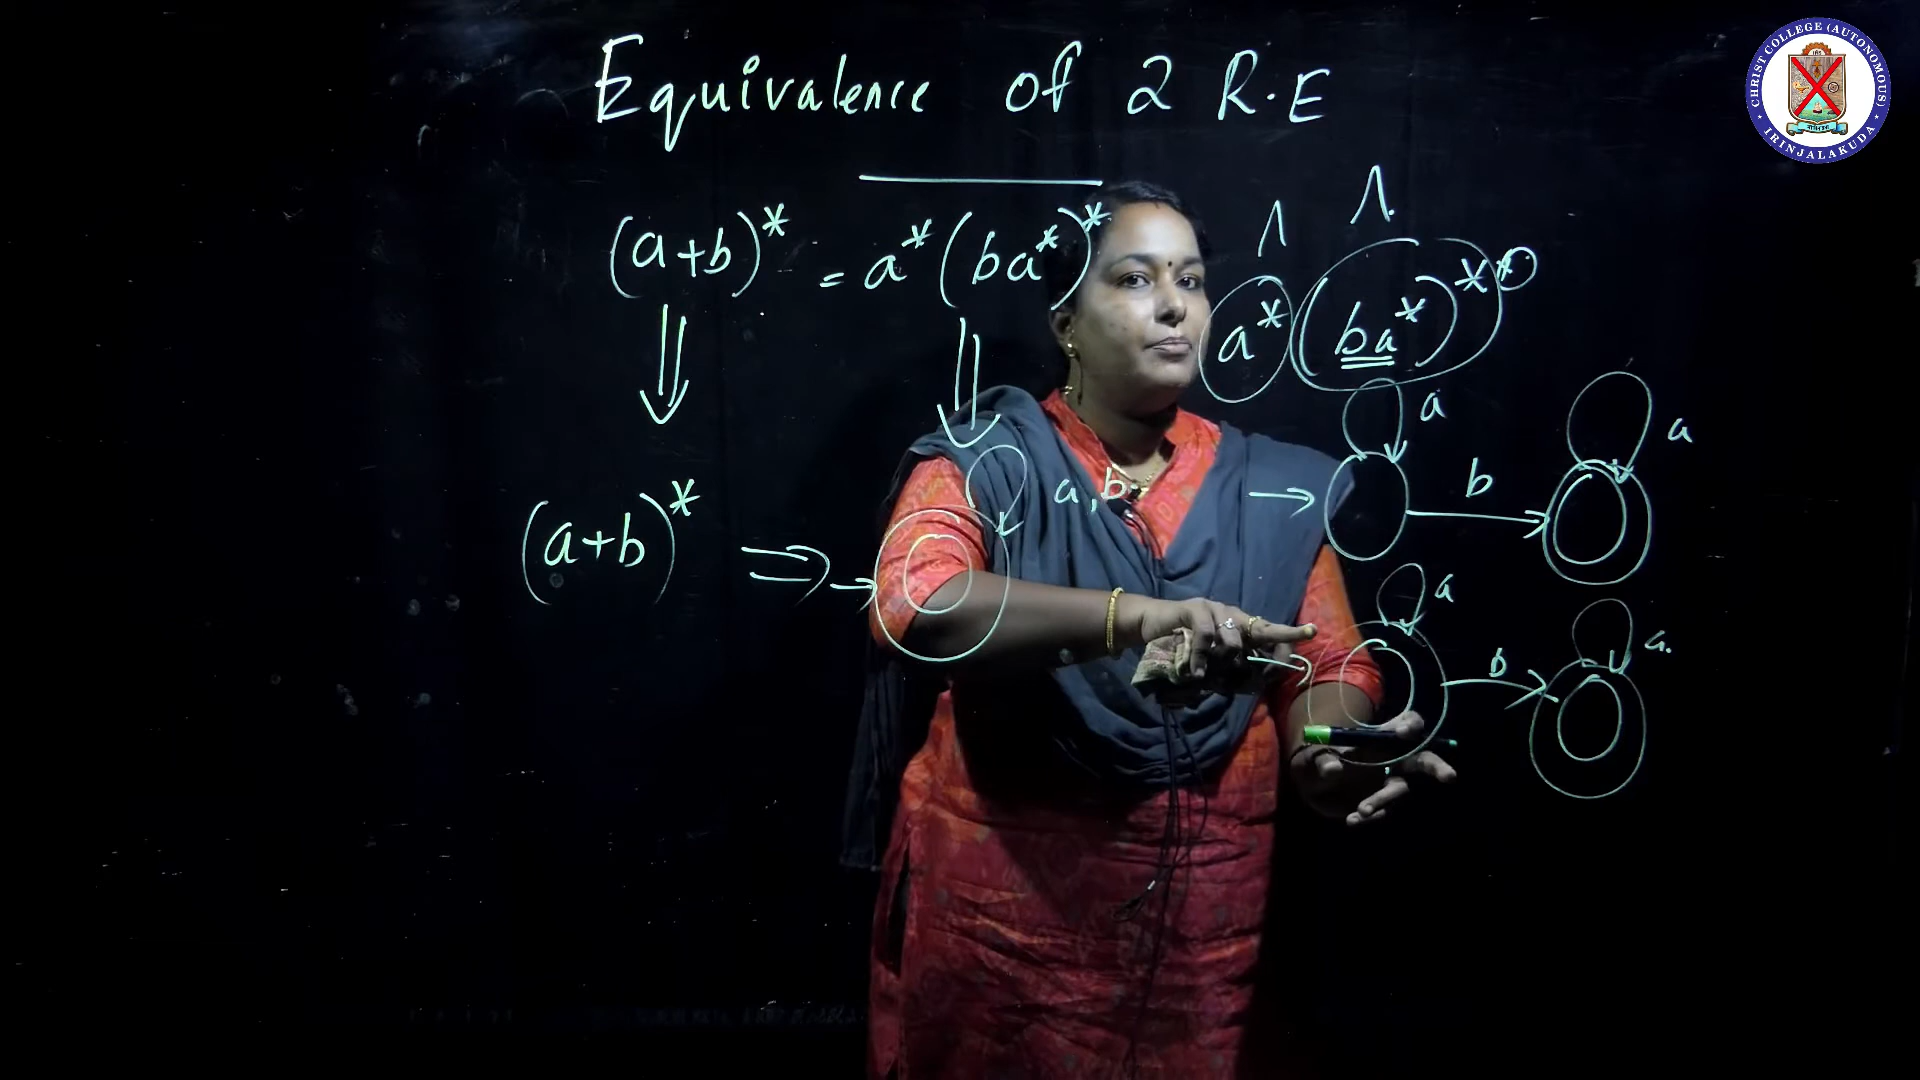 Equivalence of 2 R.E
(a+b)* = a*(ba*)*
Λ Λ.
a* (ba*)* *
a
a
b
(a+b)* ⇒ → a,b
a
b
a.
CHRIST COLLEGE (AUTONOMOUS)
IRINJALAKUDA